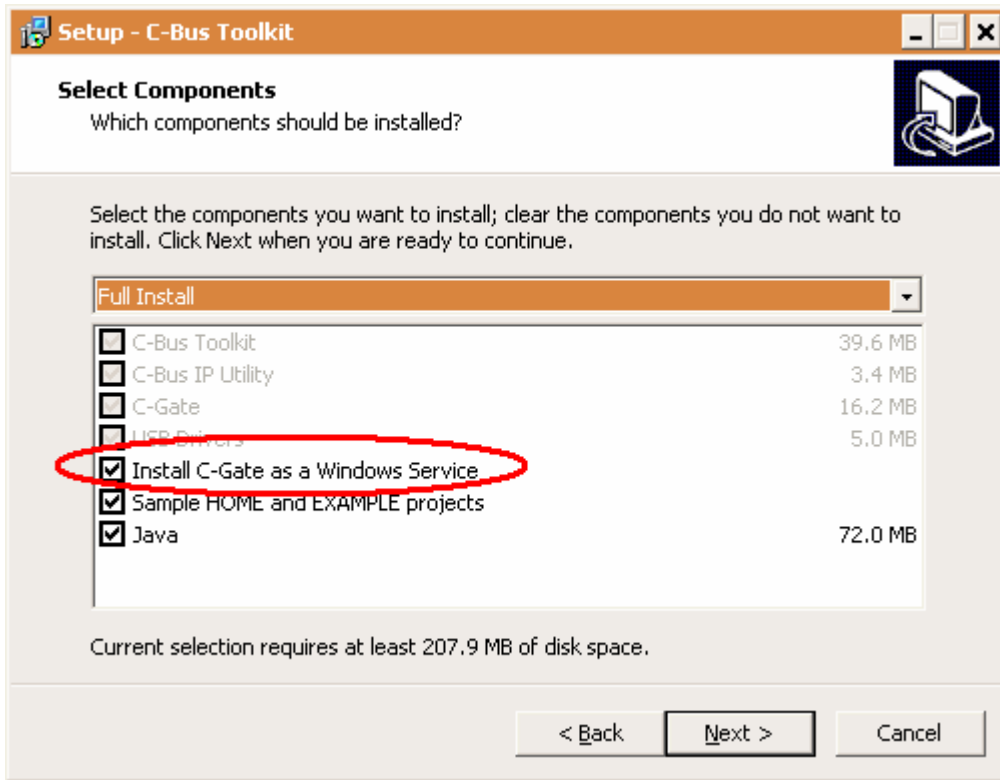 Setup - C-Bus Toolkit
Select Components
Which components should be installed?
Select the components you want to install; clear the components you do not want to
install. Click Next when you are ready to continue.
Full Install
C-Bus Toolkit 39.6 MB
C-Bus IP Utility 3.4 MB
C-Gate 16.2 MB
USB Drivers 5.0 MB
Install C-Gate as a Windows Service
Sample HOME and EXAMPLE projects
Java 72.0 MB
Current selection requires at least 207.9 MB of disk space.
< Back Next > Cancel